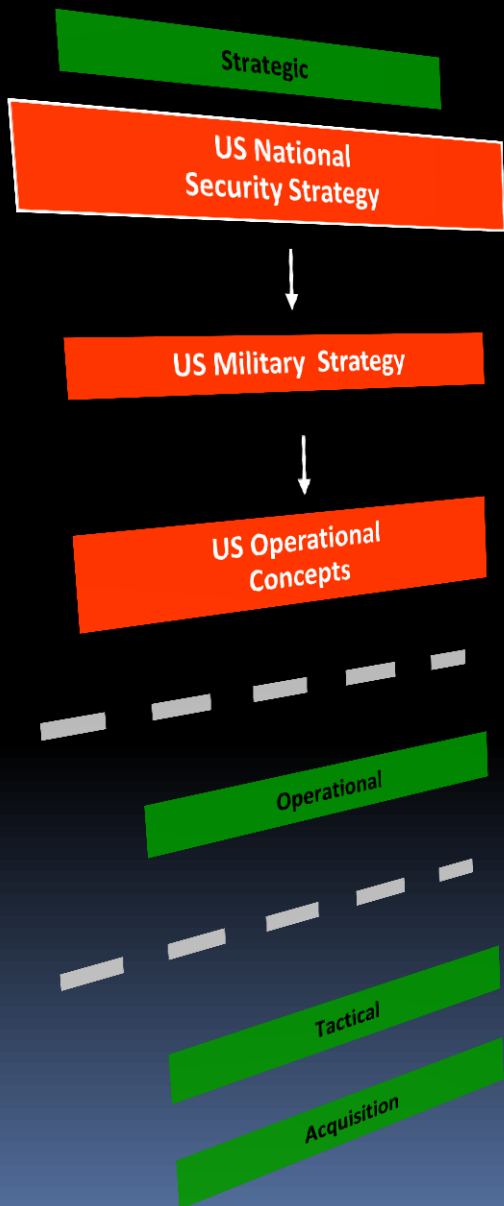 Strategic
US National
Security Strategy
US Military Strategy
US Operational
Concepts
Operational
Tactical
Acquisition